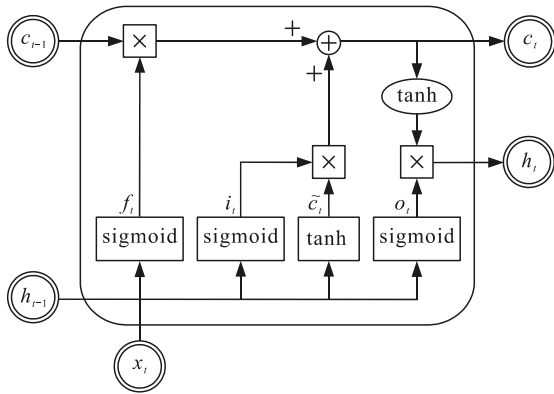 c_{t-1} × + + c_t
+
tanh
× × h_t
f_t i_t c̃_t o_t
sigmoid sigmoid tanh sigmoid
h_{t-1}
x_t